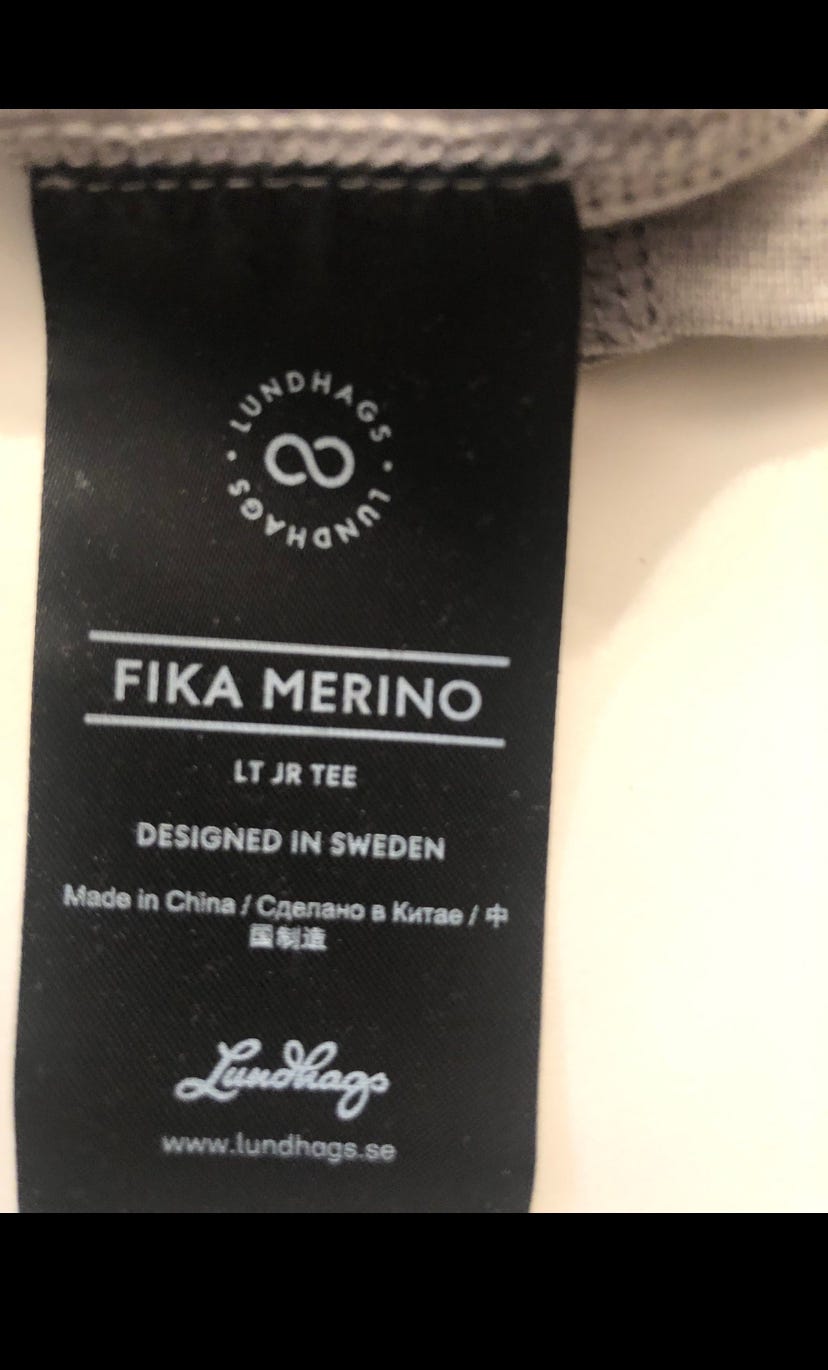 LUNDHAGS • LUNDHAGS •
FIKA MERINO
LT JR TEE
DESIGNED IN SWEDEN
Made in China / Сделано в Китае / 中
国制造
Lundhags
www.lundhags.se